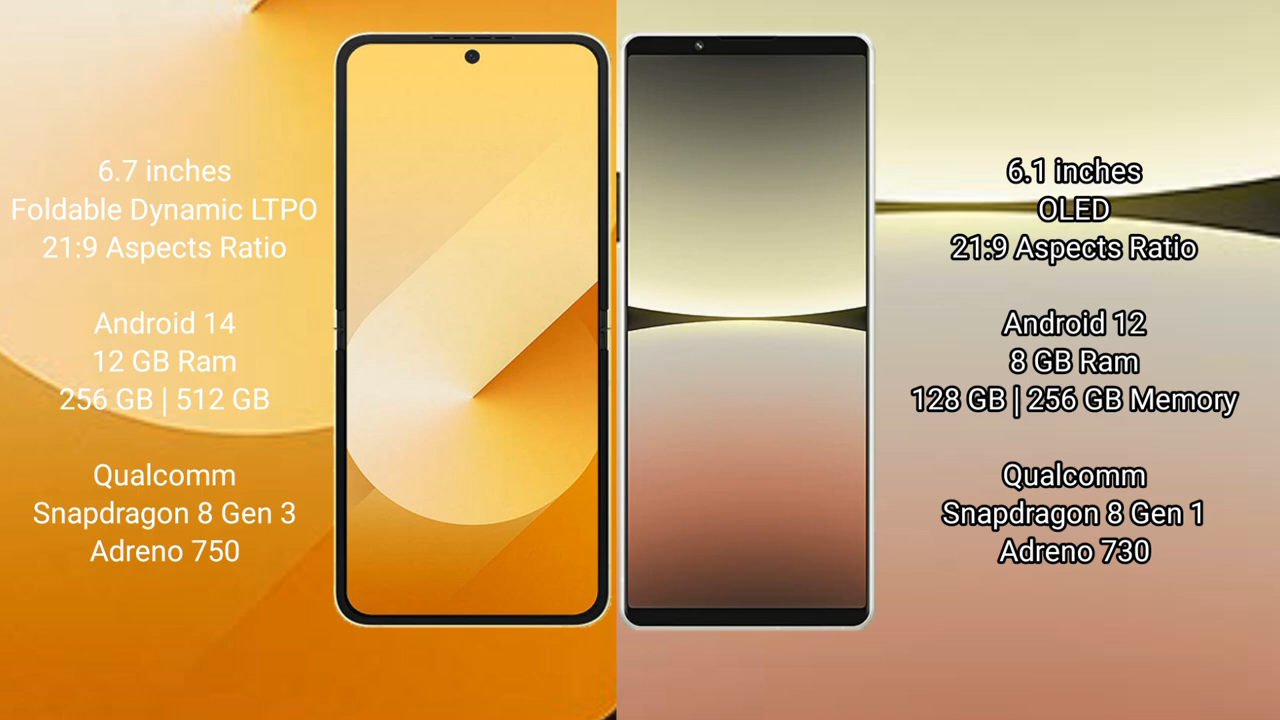 6.7 inches
Foldable Dynamic LTPO
21:9 Aspects Ratio
Android 14
12 GB Ram
256 GB | 512 GB
Qualcomm
Snapdragon 8 Gen 3
Adreno 750
6.1 inches
OLED
21:9 Aspects Ratio
Android 12
8 GB Ram
128 GB | 256 GB Memory
Qualcomm
Snapdragon 8 Gen 1
Adreno 730